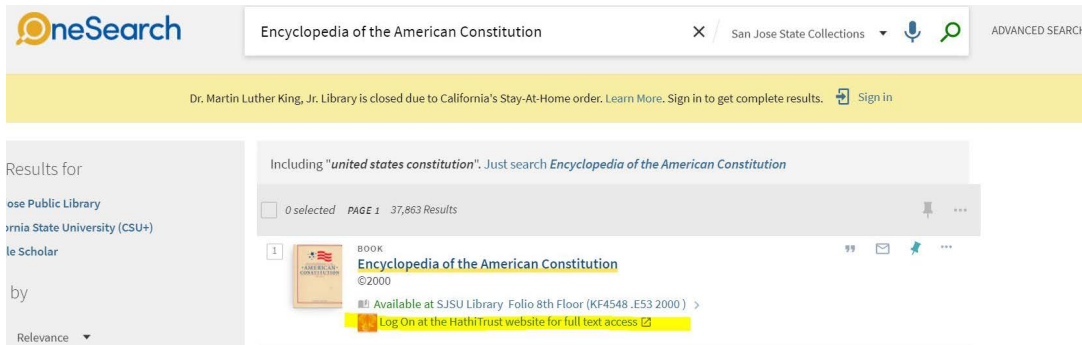 OneSearch
Encyclopedia of the American Constitution
San Jose State Collections
ADVANCED SEARCH
Dr. Martin Luther King, Jr. Library is closed due to California's Stay-At-Home order. Learn More. Sign in to get complete results. Sign in
Results for
ose Public Library
ornia State University (CSU+)
le Scholar
by
Relevance
Including "united states constitution". Just search Encyclopedia of the American Constitution
0 selected PAGE 1 37,863 Results
1
AMERICAN
CONSTITUTION
BOOK
Encyclopedia of the American Constitution
©2000
Available at SJSU Library Folio 8th Floor (KF4548 .E53 2000 )
Log On at the HathiTrust website for full text access